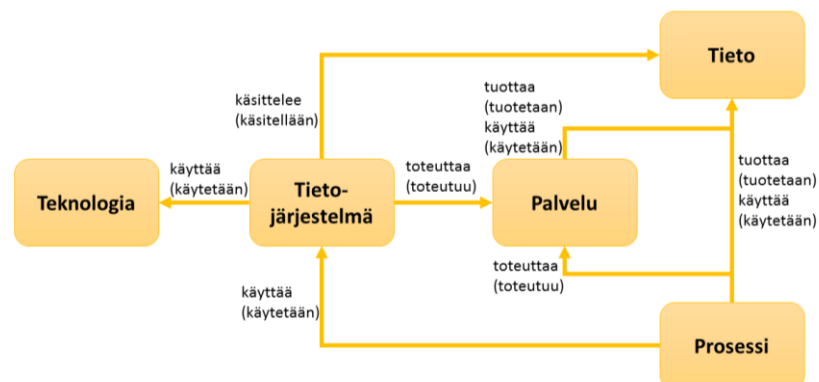 Tieto
käsittelee
(käsitellään)
tuottaa
(tuotetaan)
käyttää
(käytetään)
käyttää
(käytetään)
toteuttaa
(toteutuu)
tuottaa
(tuotetaan)
käyttää
(käytetään)
Teknologia
Tieto-
järjestelmä
Palvelu
toteuttaa
(toteutuu)
käyttää
(käytetään)
Prosessi